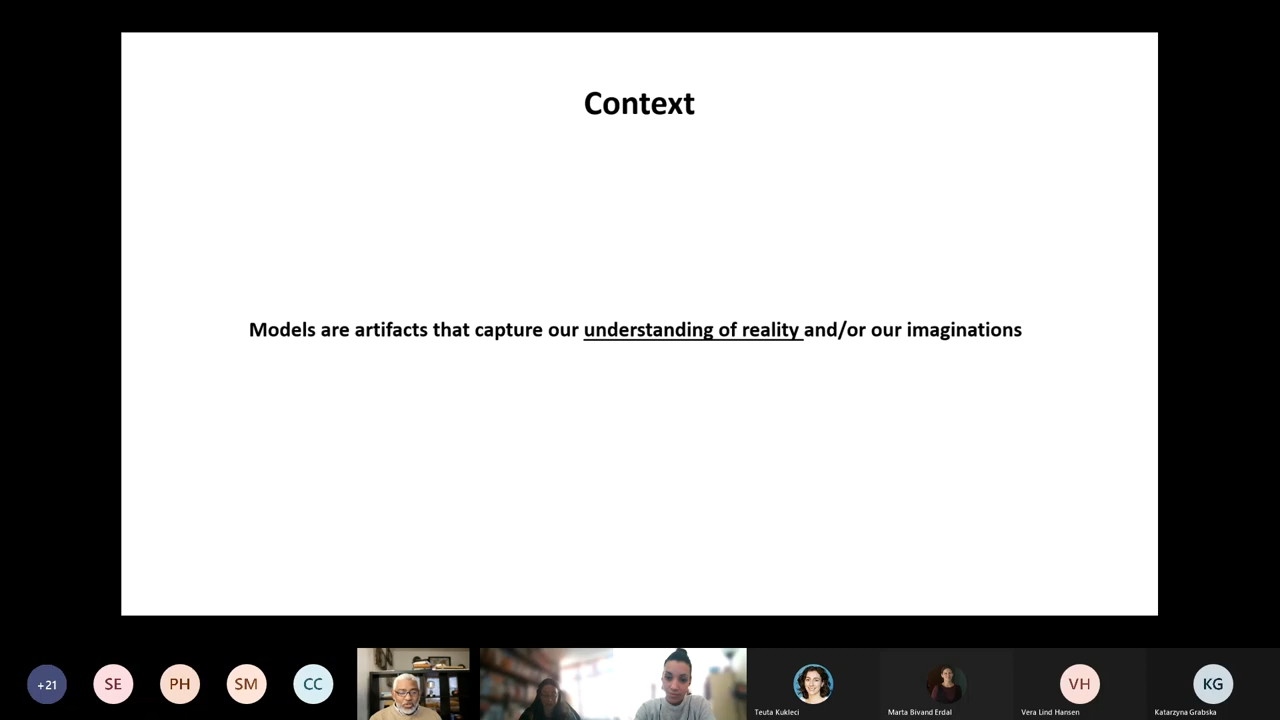 Context
Models are artifacts that capture our understanding of reality and/or our imaginations
+21
SE
PH
SM
CC
Teuta Kukleci
Marta Bivand Erdal
VH
Vera Lind Hansen
KG
Katarzyna Grabska